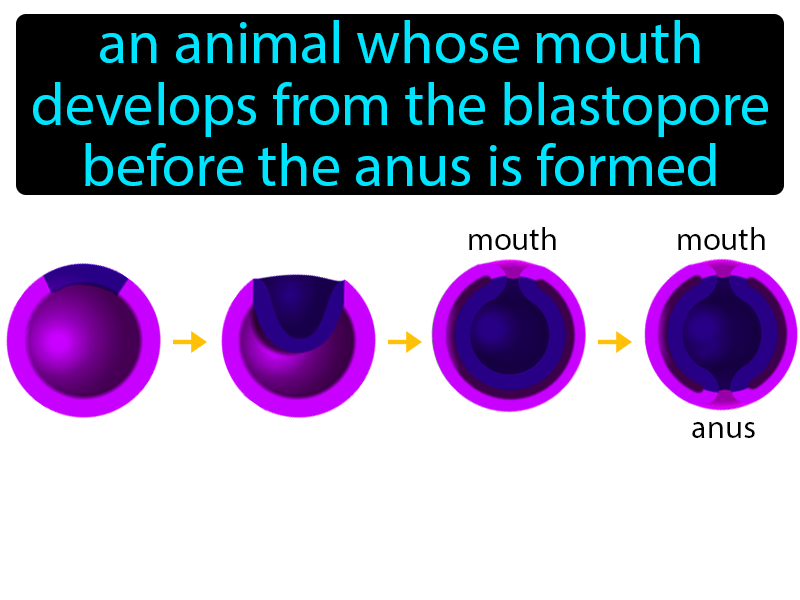 an animal whose mouth
develops from the blastopore
before the anus is formed
mouth
mouth
anus